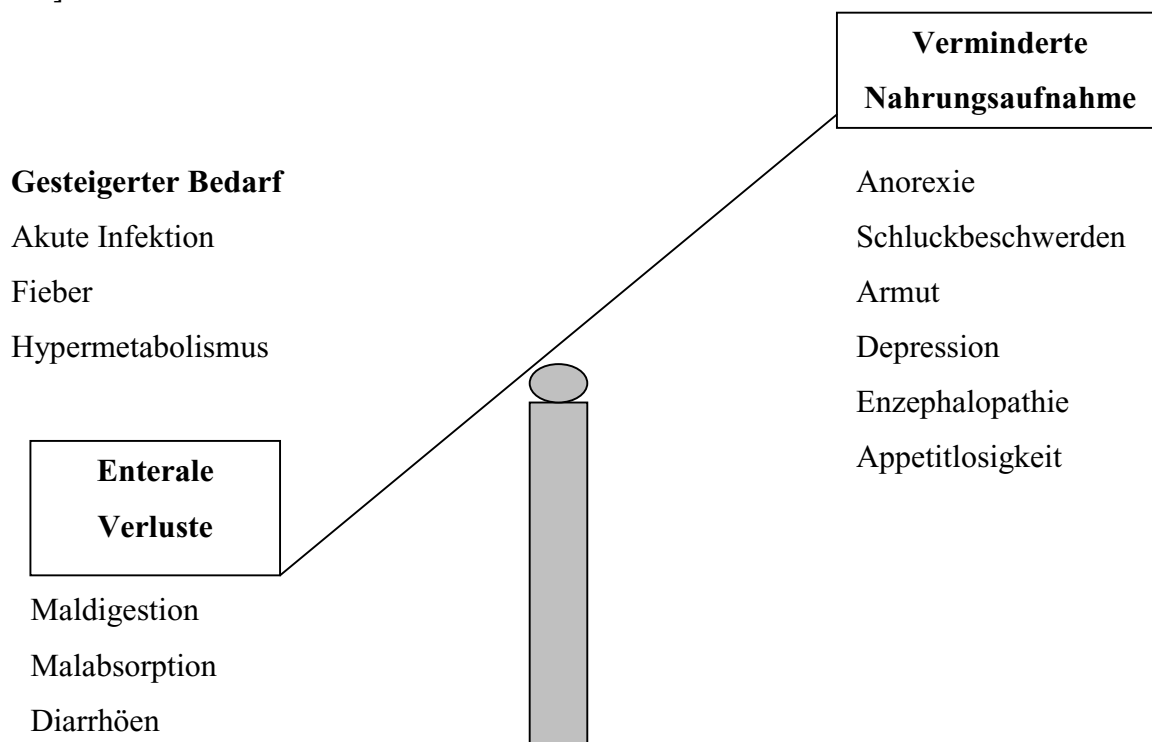 ]
Verminderte
Nahrungsaufnahme
Gesteigerter Bedarf
Akute Infektion
Fieber
Hypermetabolismus
Anorexie
Schluckbeschwerden
Armut
Depression
Enzephalopathie
Appetitlosigkeit
Enterale
Verluste
Maldigestion
Malabsorption
Diarrhöen